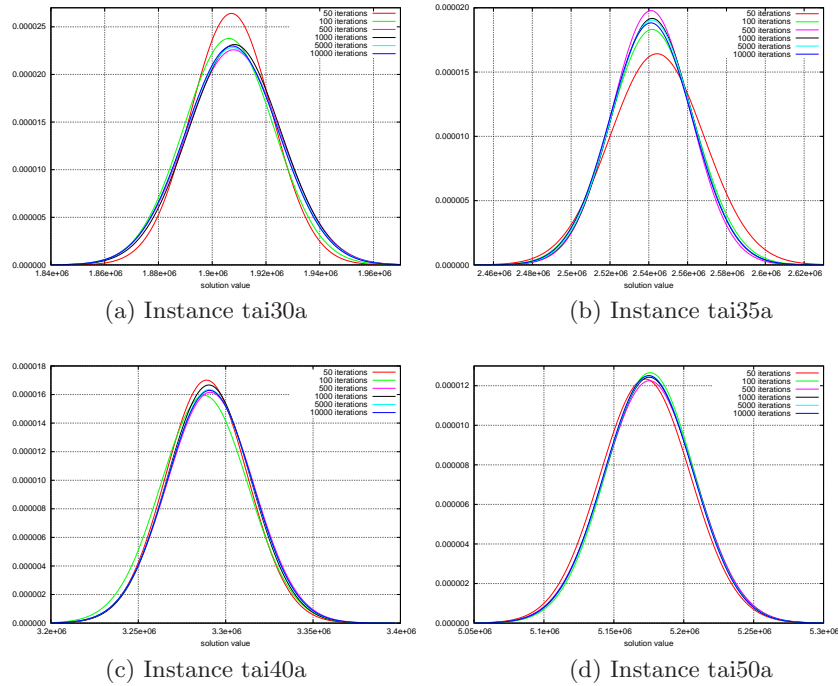 0.000025
0.000020
0.000015
0.000010
0.000005
0.000000
1.84e+06 1.86e+06 1.88e+06 1.9e+06 1.92e+06 1.94e+06 1.96e+06
solution value
50 iterations
100 iterations
500 iterations
1000 iterations
5000 iterations
10000 iterations
(a) Instance tai30a
0.000020
0.000015
0.000010
0.000005
0.000000
2.46e+06 2.48e+06 2.5e+06 2.52e+06 2.54e+06 2.56e+06 2.58e+06 2.6e+06 2.62e+06
solution value
50 iterations
100 iterations
500 iterations
1000 iterations
5000 iterations
10000 iterations
(b) Instance tai35a
0.000018
0.000016
0.000014
0.000012
0.000010
0.000008
0.000006
0.000004
0.000002
0.000000
3.2e+06 3.25e+06 3.3e+06 3.35e+06 3.4e+06
solution value
50 iterations
100 iterations
500 iterations
1000 iterations
5000 iterations
10000 iterations
(c) Instance tai40a
0.000012
0.000010
0.000008
0.000006
0.000004
0.000002
0.000000
5.05e+06 5.1e+06 5.15e+06 5.2e+06 5.25e+06 5.3e+06
solution value
50 iterations
100 iterations
500 iterations
1000 iterations
5000 iterations
10000 iterations
(d) Instance tai50a